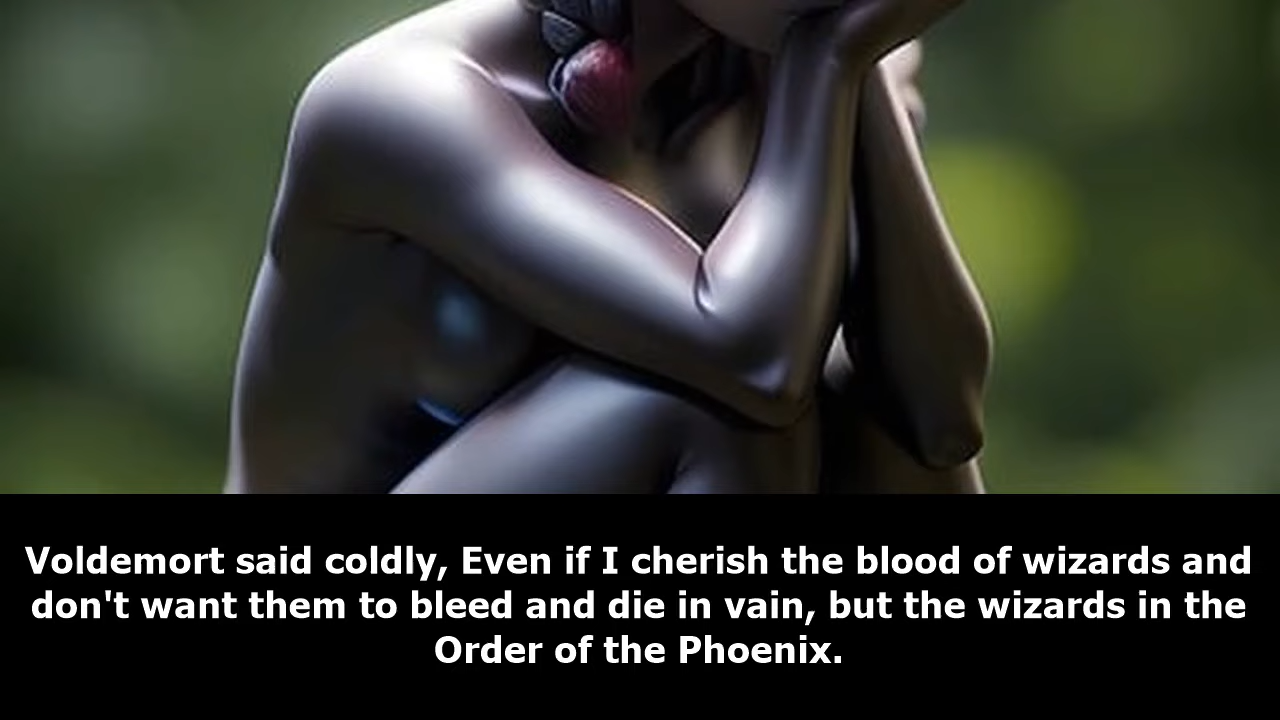 Voldemort said coldly, Even if I cherish the blood of wizards and
don't want them to bleed and die in vain, but the wizards in the
Order of the Phoenix.